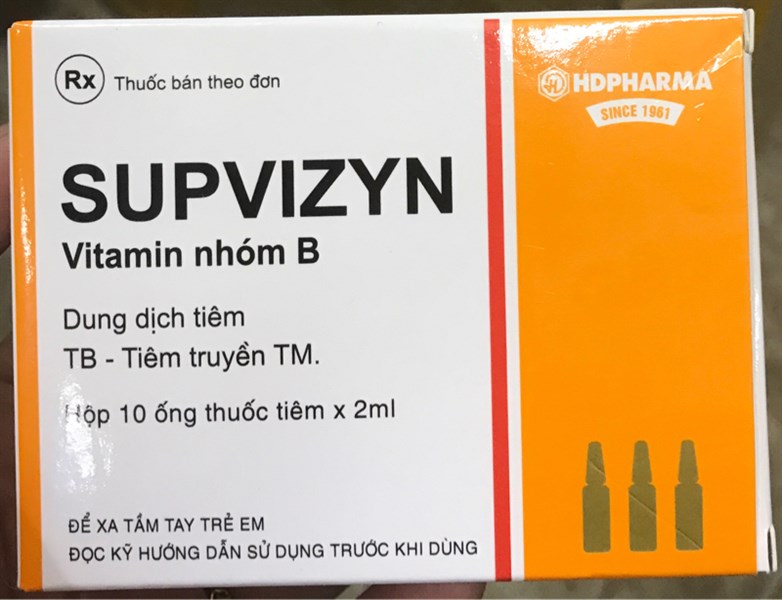 Rx Thuốc bán theo đơn
HDPHARMA
SINCE 1961
SUPVIZYN
Vitamin nhóm B
Dung dịch tiêm
TB - Tiêm truyền TM.
Hộp 10 ống thuốc tiêm x 2ml
ĐỂ XA TẦM TAY TRẺ EM
ĐỌC KỸ HƯỚNG DẪN SỬ DỤNG TRƯỚC KHI DÙNG